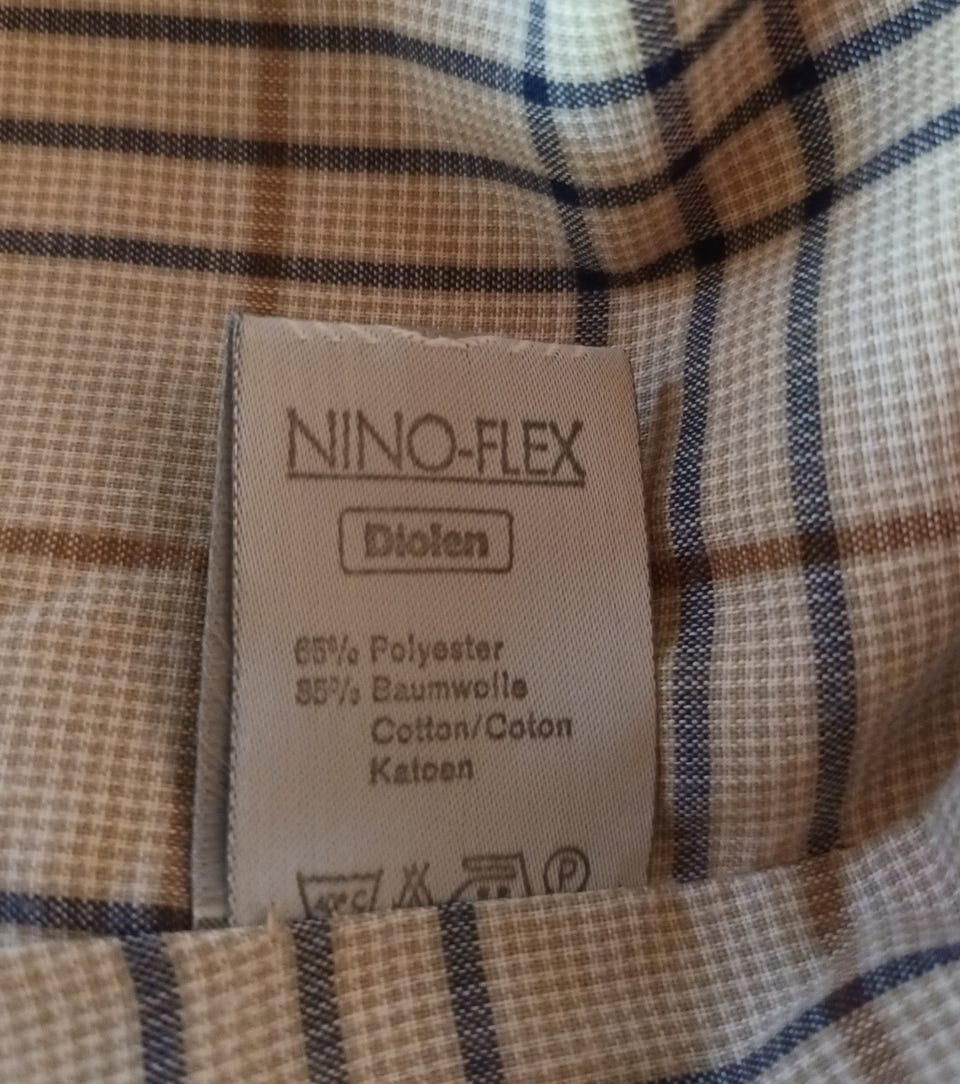 NINO-FLEX
Diolen
65% Polyester
35% Baumwolle
Cotton/Coton
Katoen
40°C
P